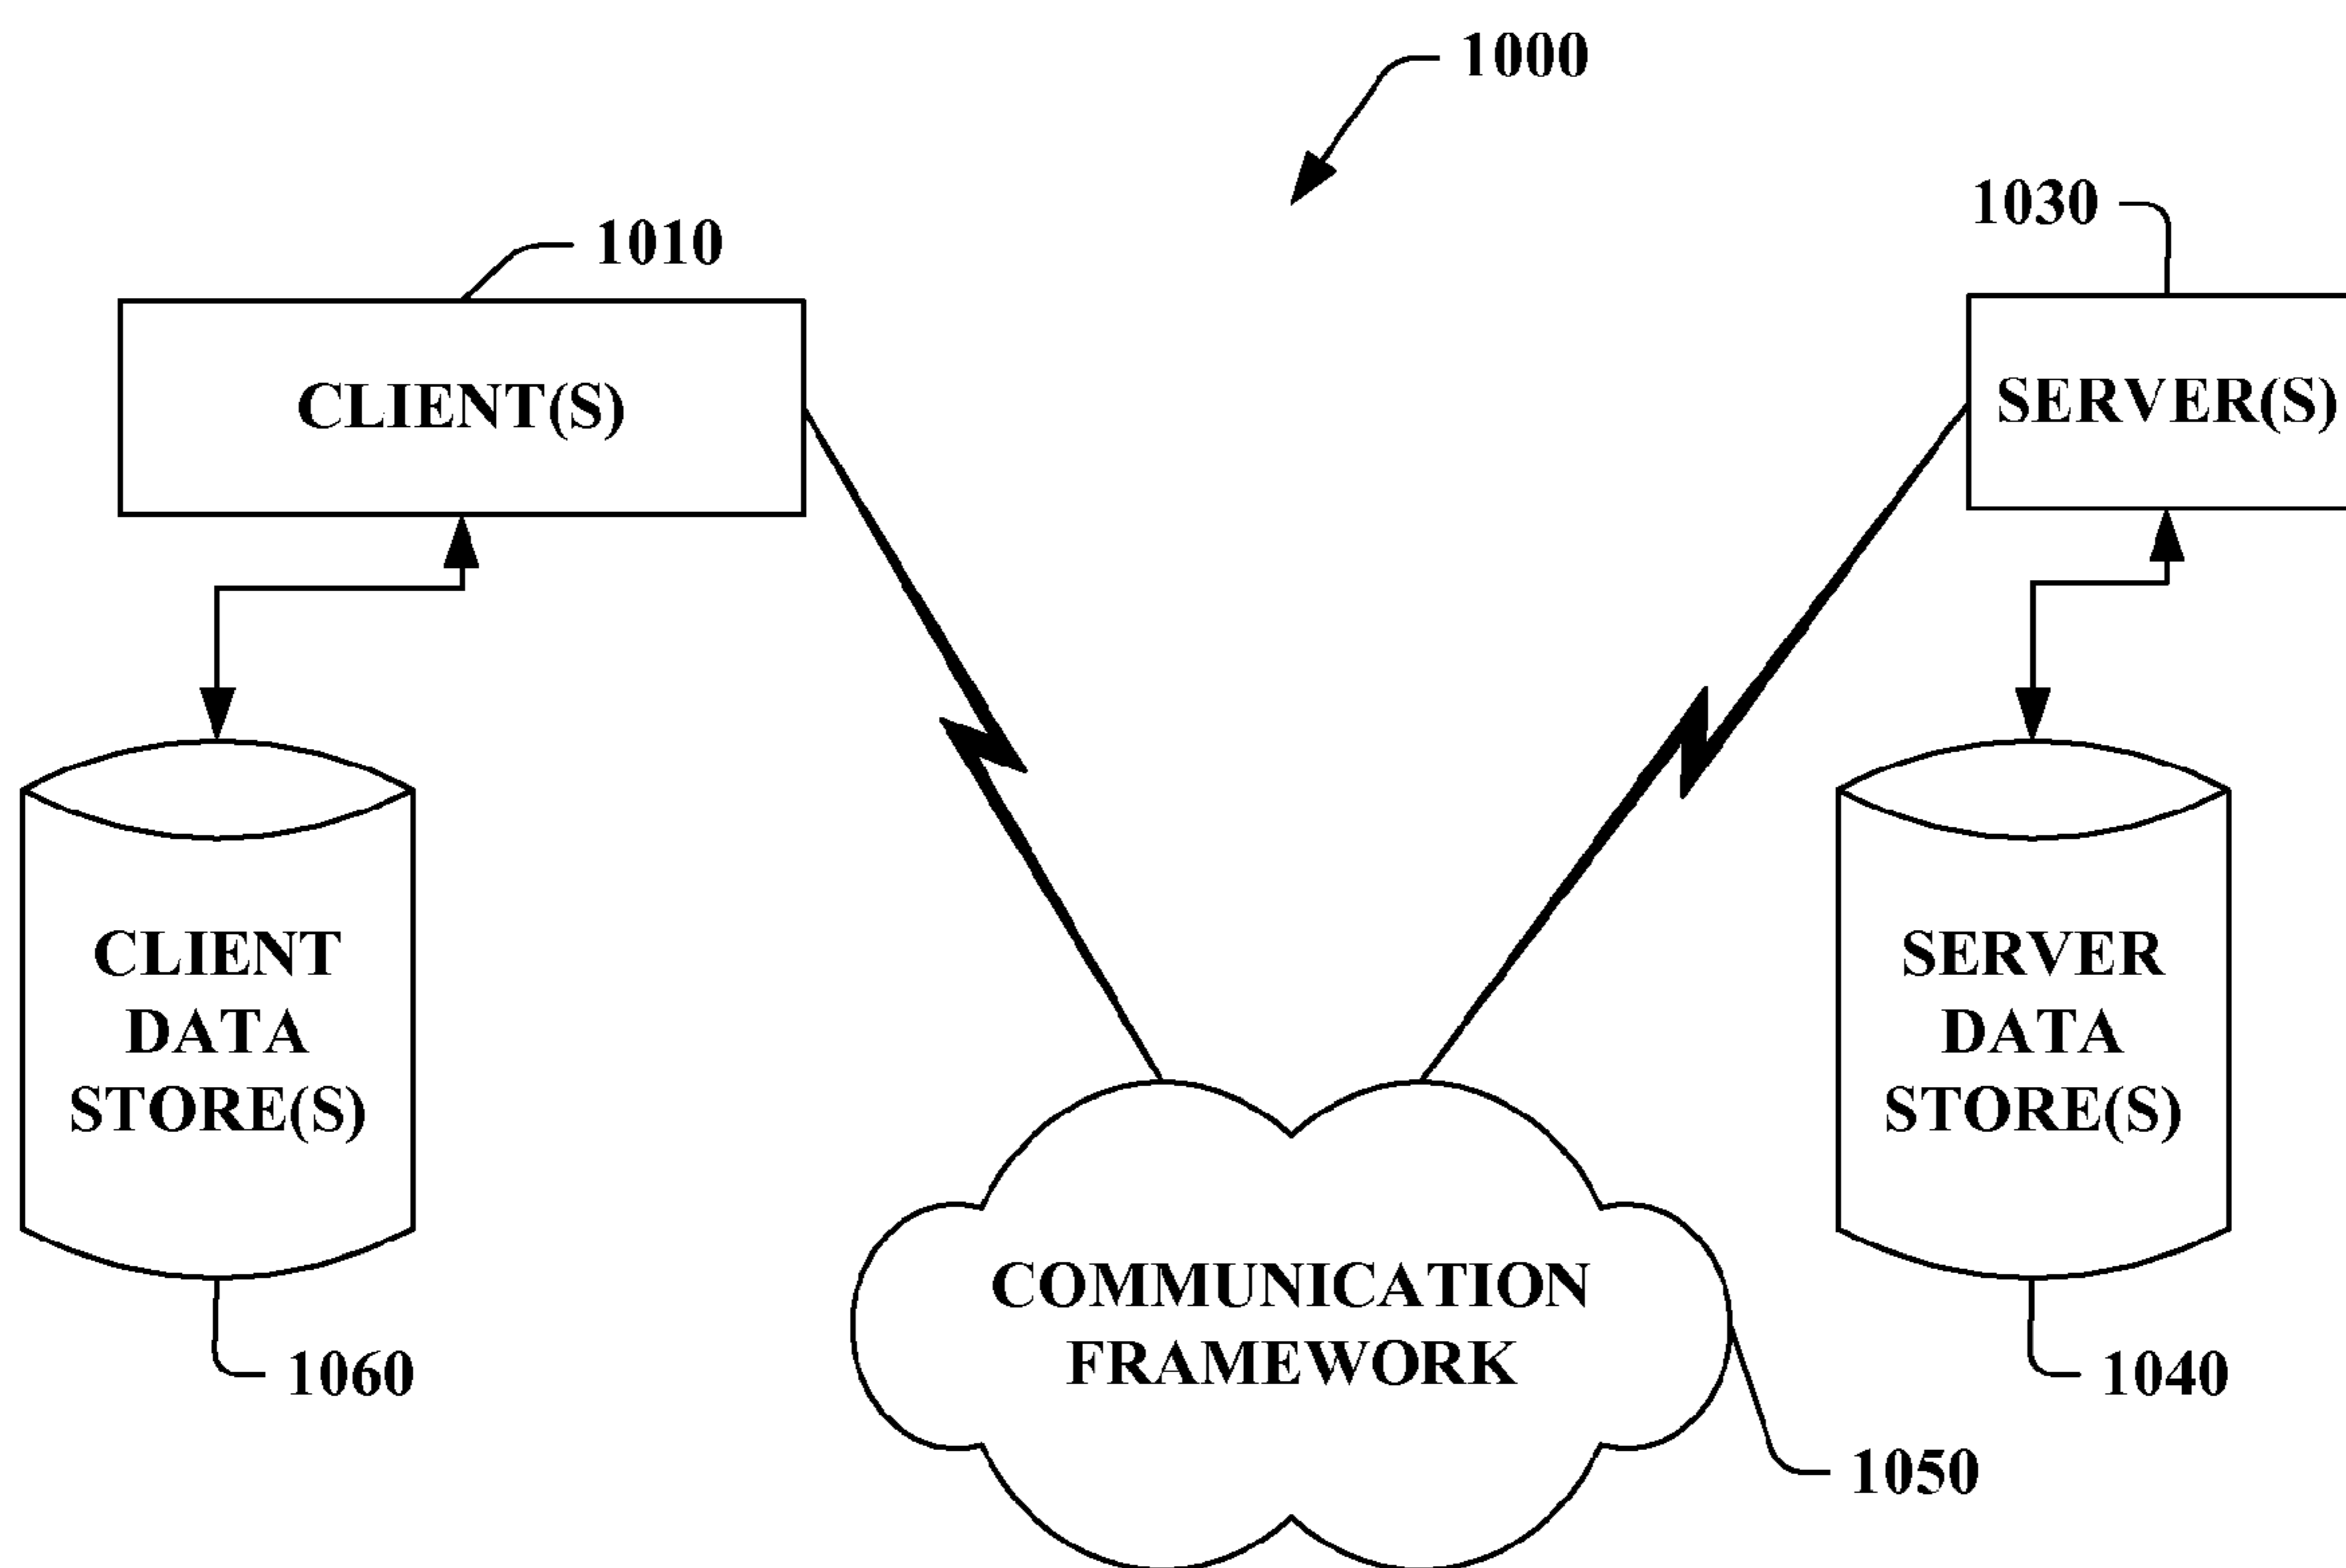 1000
1030
1010
CLIENT(S)
SERVER(S)
CLIENT
DATA
STORE(S)
SERVER
DATA
STORE(S)
COMMUNICATION
FRAMEWORK
1060
1040
1050